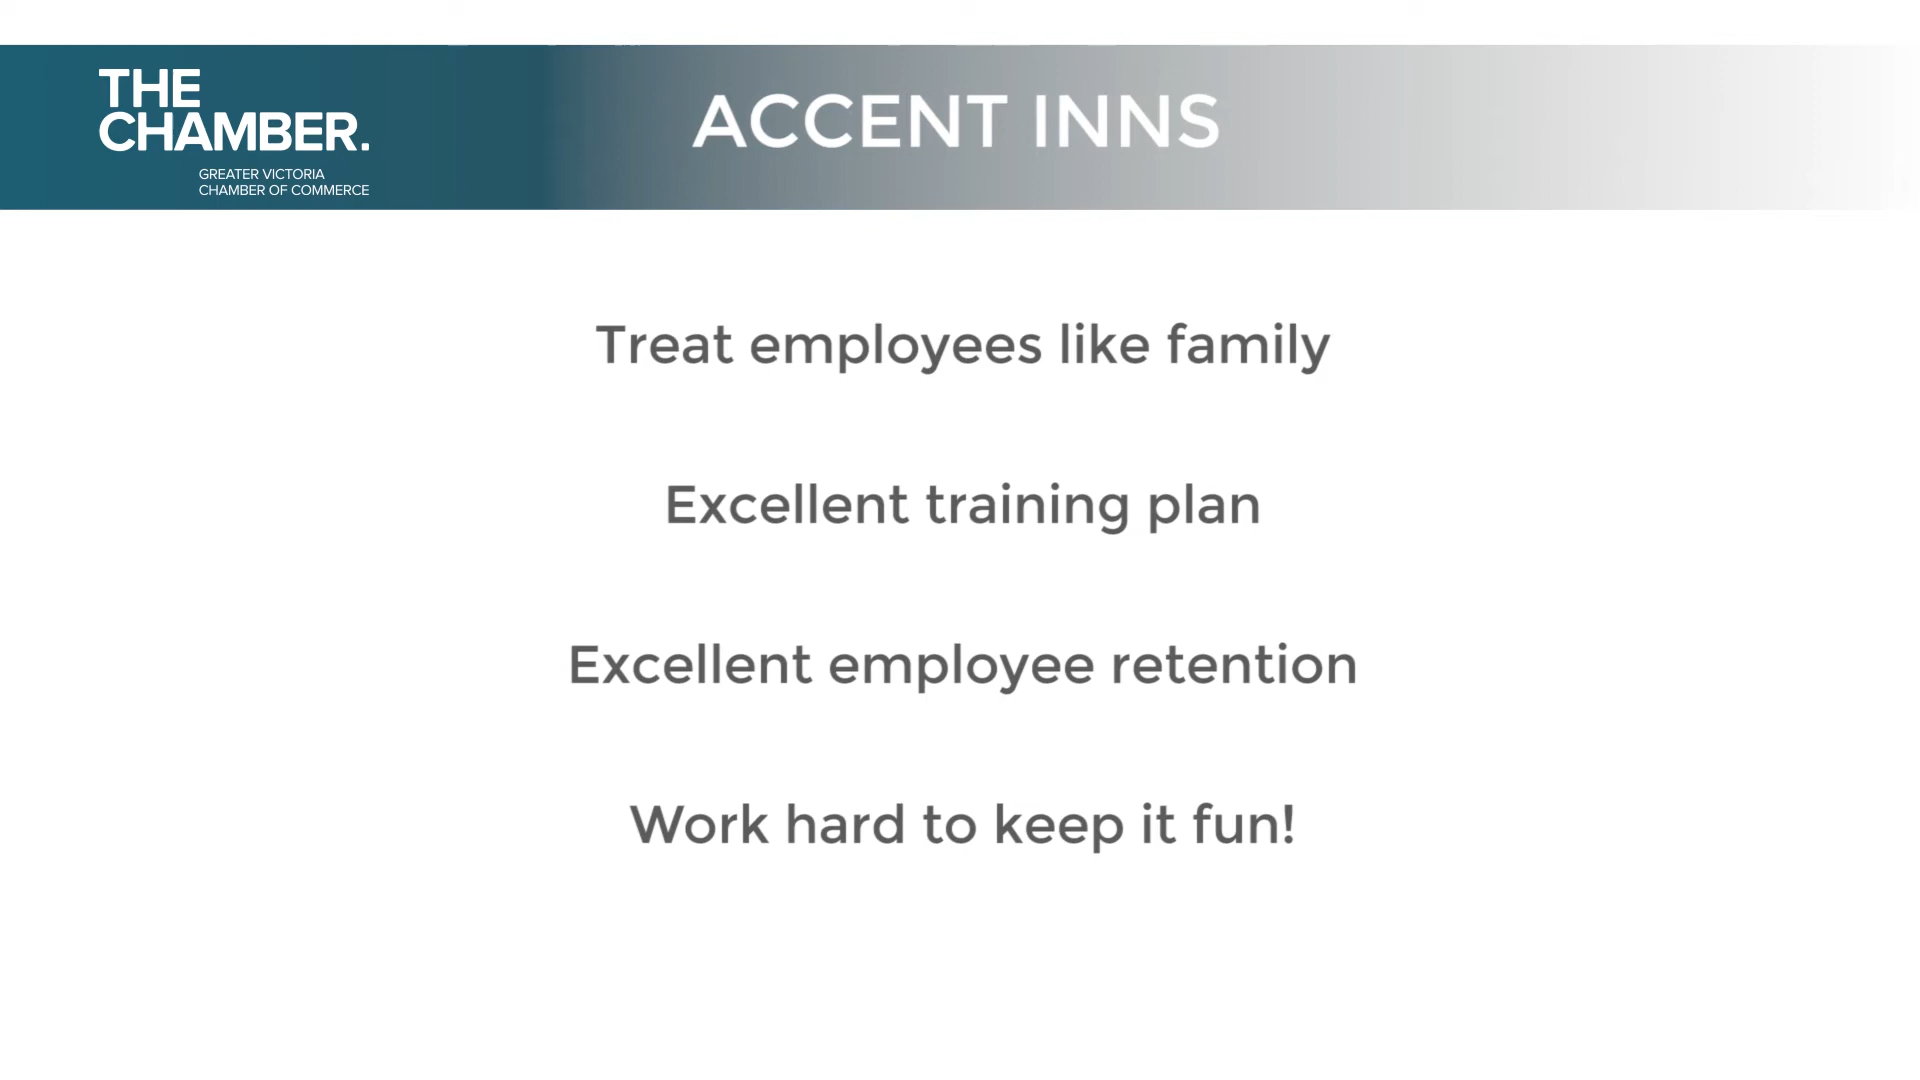 THE
CHAMBER.
GREATER VICTORIA
CHAMBER OF COMMERCE
ACCENT INNS
Treat employees like family
Excellent training plan
Excellent employee retention
Work hard to keep it fun!